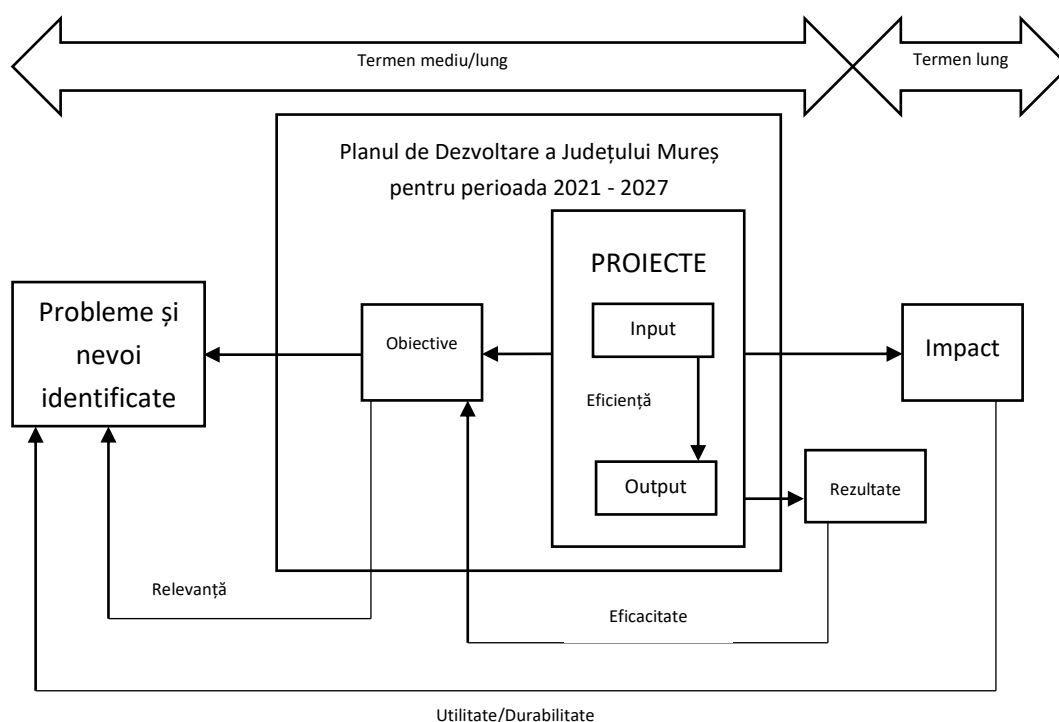 Termen mediu/lung
Termen lung
Planul de Dezvoltare a Județului Mureș
pentru perioada 2021 - 2027
PROIECTE
Probleme și
nevoi
identificate
Obiective
Input
Impact
Eficiență
Output
Rezultate
Relevanță
Eficacitate
Utilitate/Durabilitate